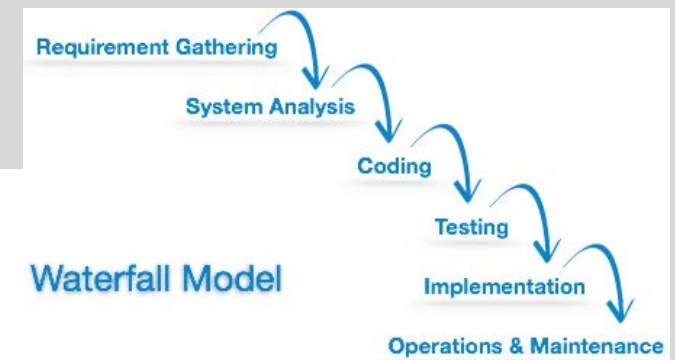 Requirement Gathering
System Analysis
Coding
Testing
Waterfall Model
Implementation
Operations & Maintenance